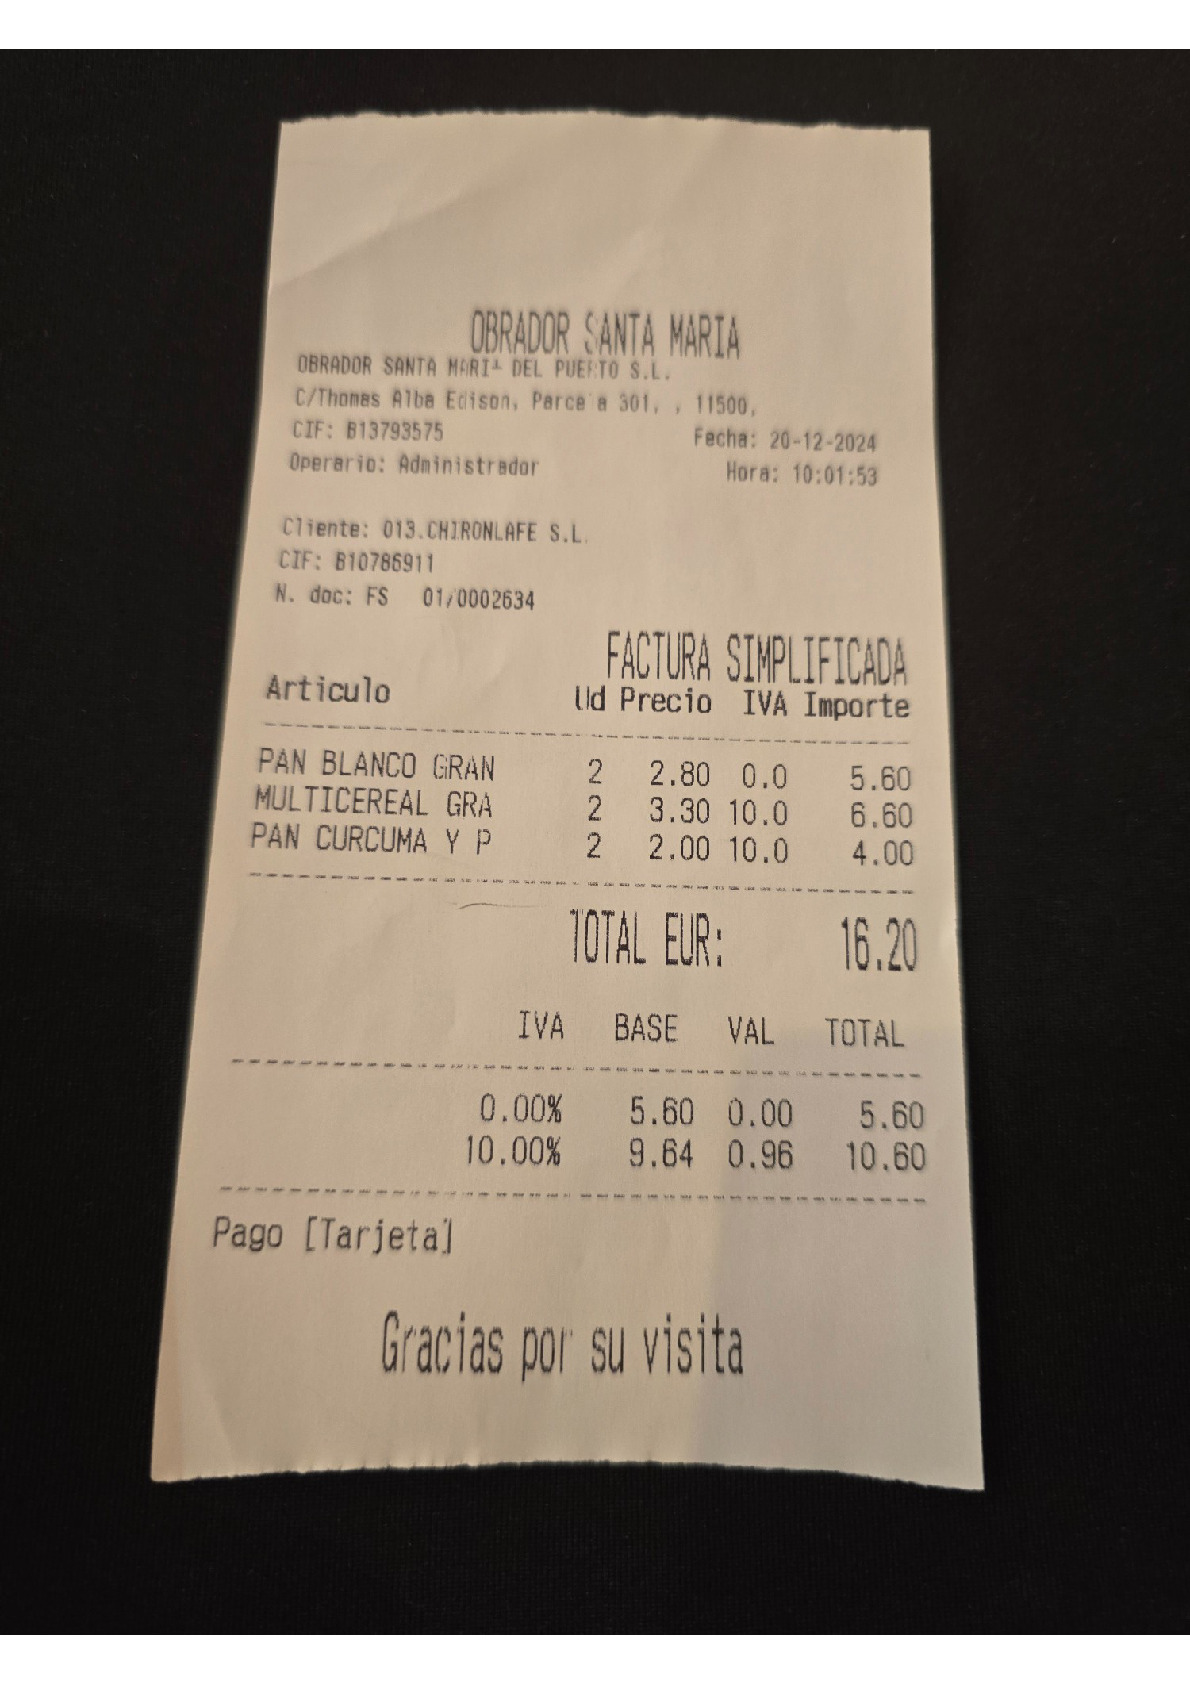 OBRADOR SANTA MARIA
OBRADOR SANTA MARIA DEL PUERTO S.L.
C/Thomas Alba Edison, Parcela 301, , 11500,
CIF: B13793575 Fecha: 20-12-2024
Operario: Administrador Hora: 10:01:53
Cliente: 013.CHIRONLAFE S.L.
CIF: B10786911
N. doc: FS 01/0002634
FACTURA SIMPLIFICADA
Articulo Ud Precio IVA Importe
PAN BLANCO GRAN 2 2.80 0.0 5.60
MULTICEREAL GRA 2 3.30 10.0 6.60
PAN CURCUMA Y P 2 2.00 10.0 4.00
TOTAL EUR: 16.20
IVA BASE VAL TOTAL
0.00% 5.60 0.00 5.60
10.00% 9.64 0.96 10.60
Pago [Tarjeta]
Gracias por su visita